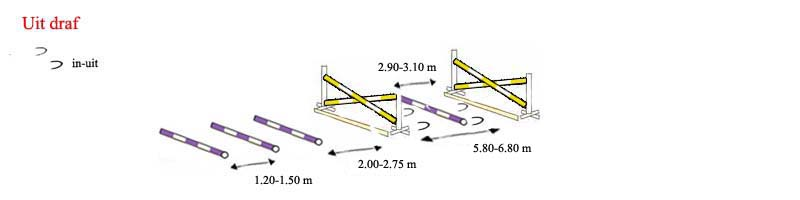 Uit draf
in-uit
2.90-3.10 m
5.80-6.80 m
2.00-2.75 m
1.20-1.50 m